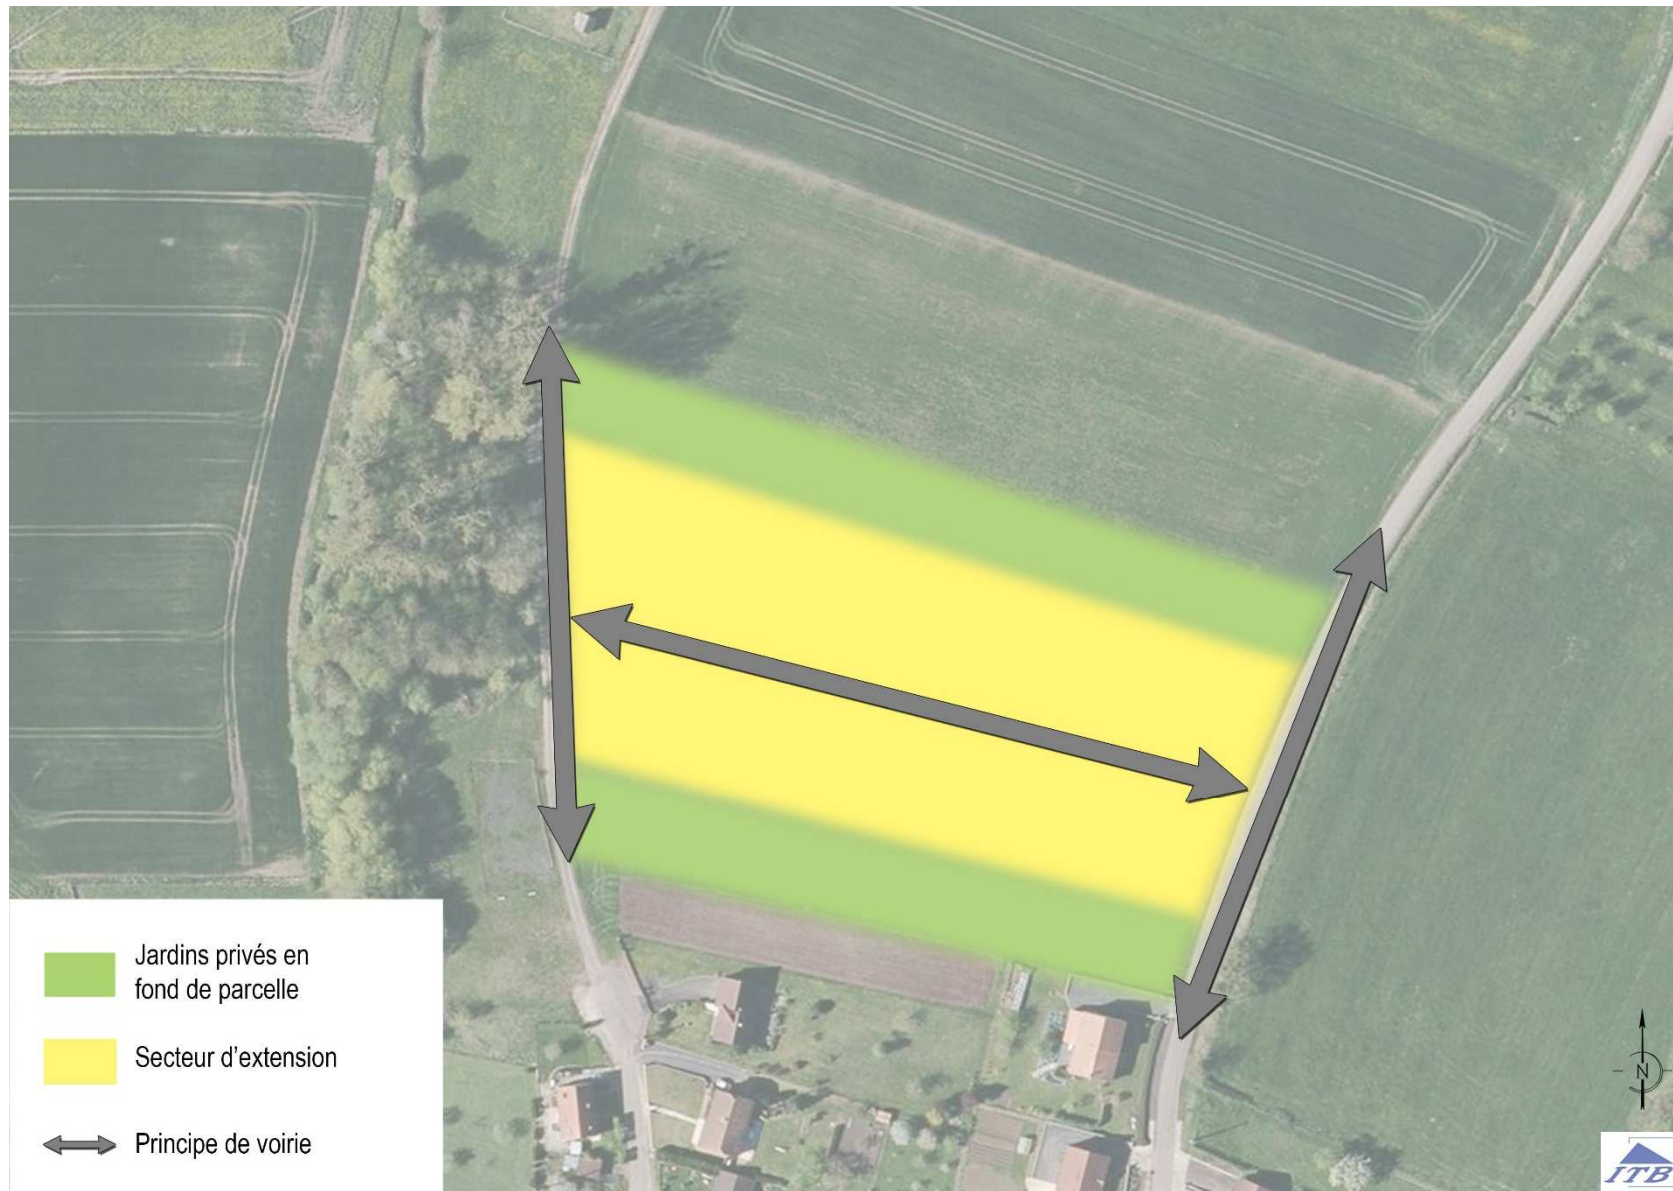 Jardins privés en
fond de parcelle
Secteur d'extension
Principe de voirie
N
ITB